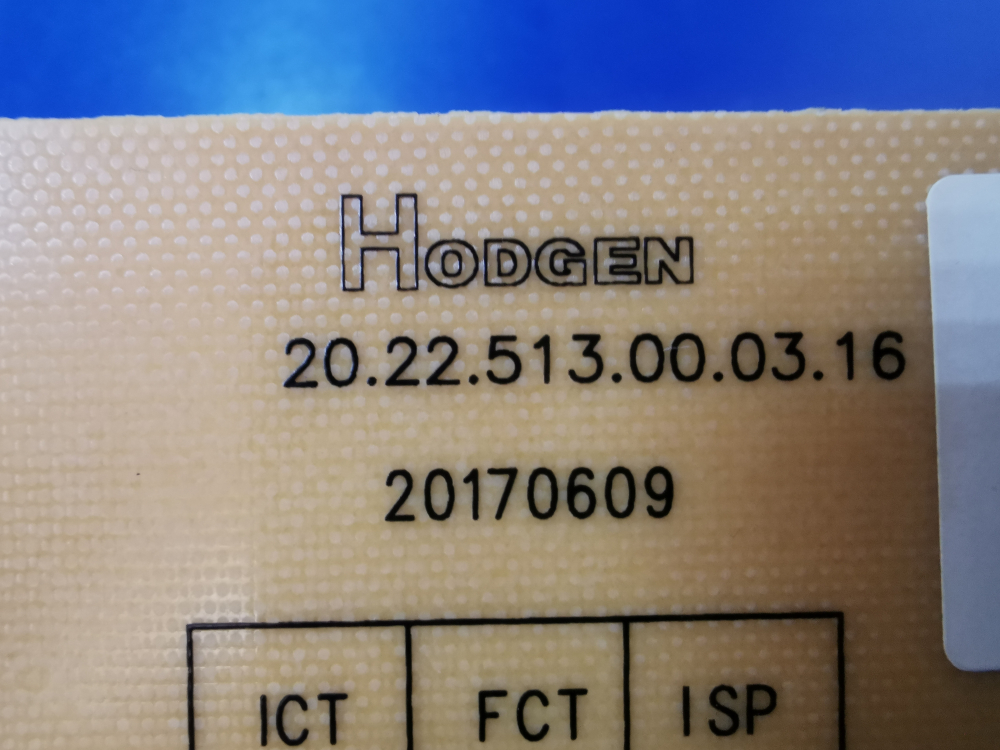 HODGEN
20.22.513.00.03.16
20170609
ICT FCT ISP